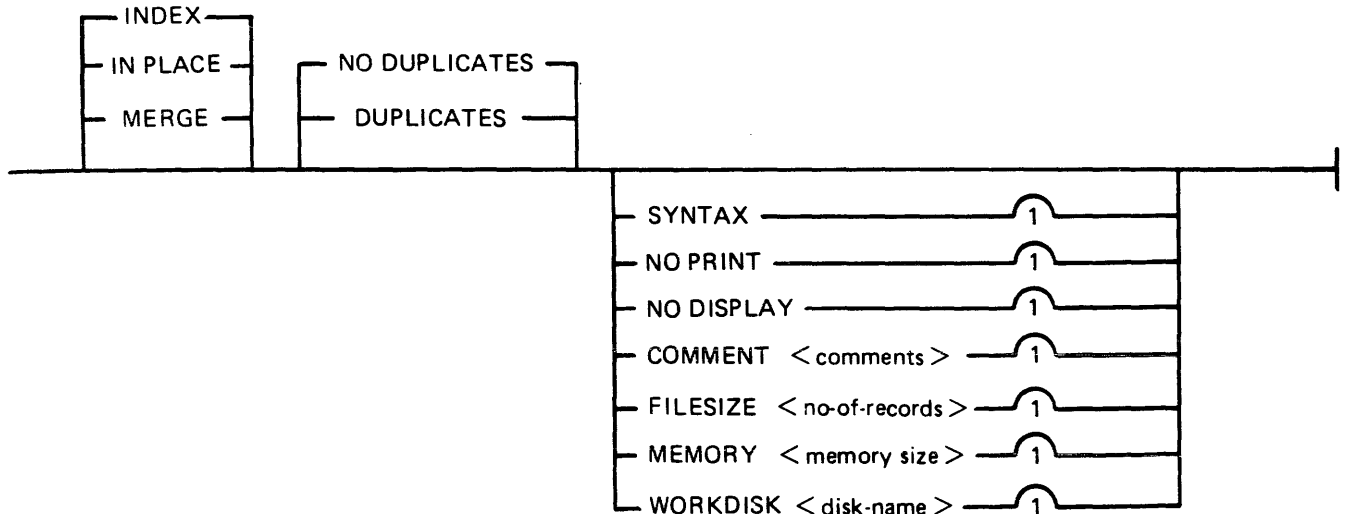 INDEX
IN PLACE
MERGE
NO DUPLICATES
DUPLICATES
SYNTAX 1
NO PRINT 1
NO DISPLAY 1
COMMENT <comments> 1
FILESIZE <no-of-records> 1
MEMORY <memory size> 1
WORKDISK <disk-name> 1